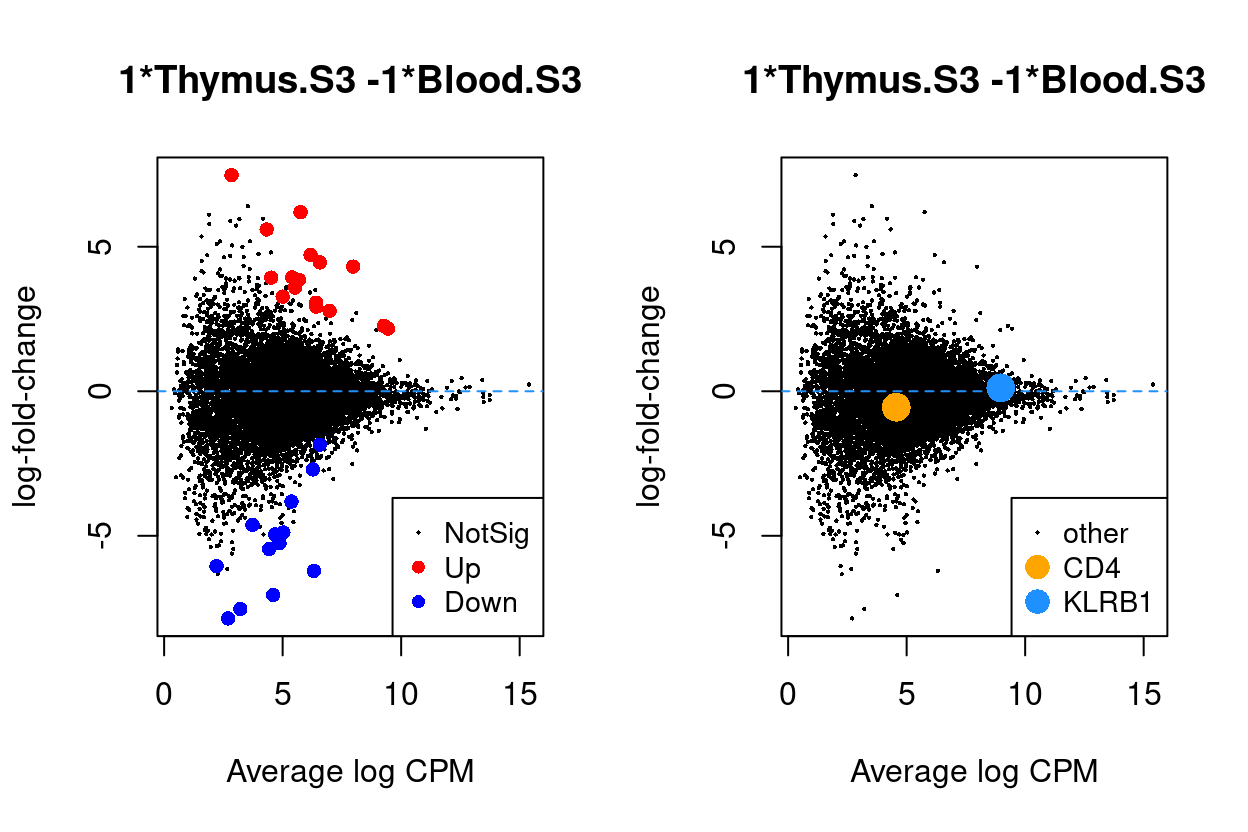 1*Thymus.S3 -1*Blood.S3
log-fold-change
5
0
-5
NotSig
Up
Down
0 5 10 15
Average log CPM
1*Thymus.S3 -1*Blood.S3
log-fold-change
5
0
-5
other
CD4
KLRB1
0 5 10 15
Average log CPM